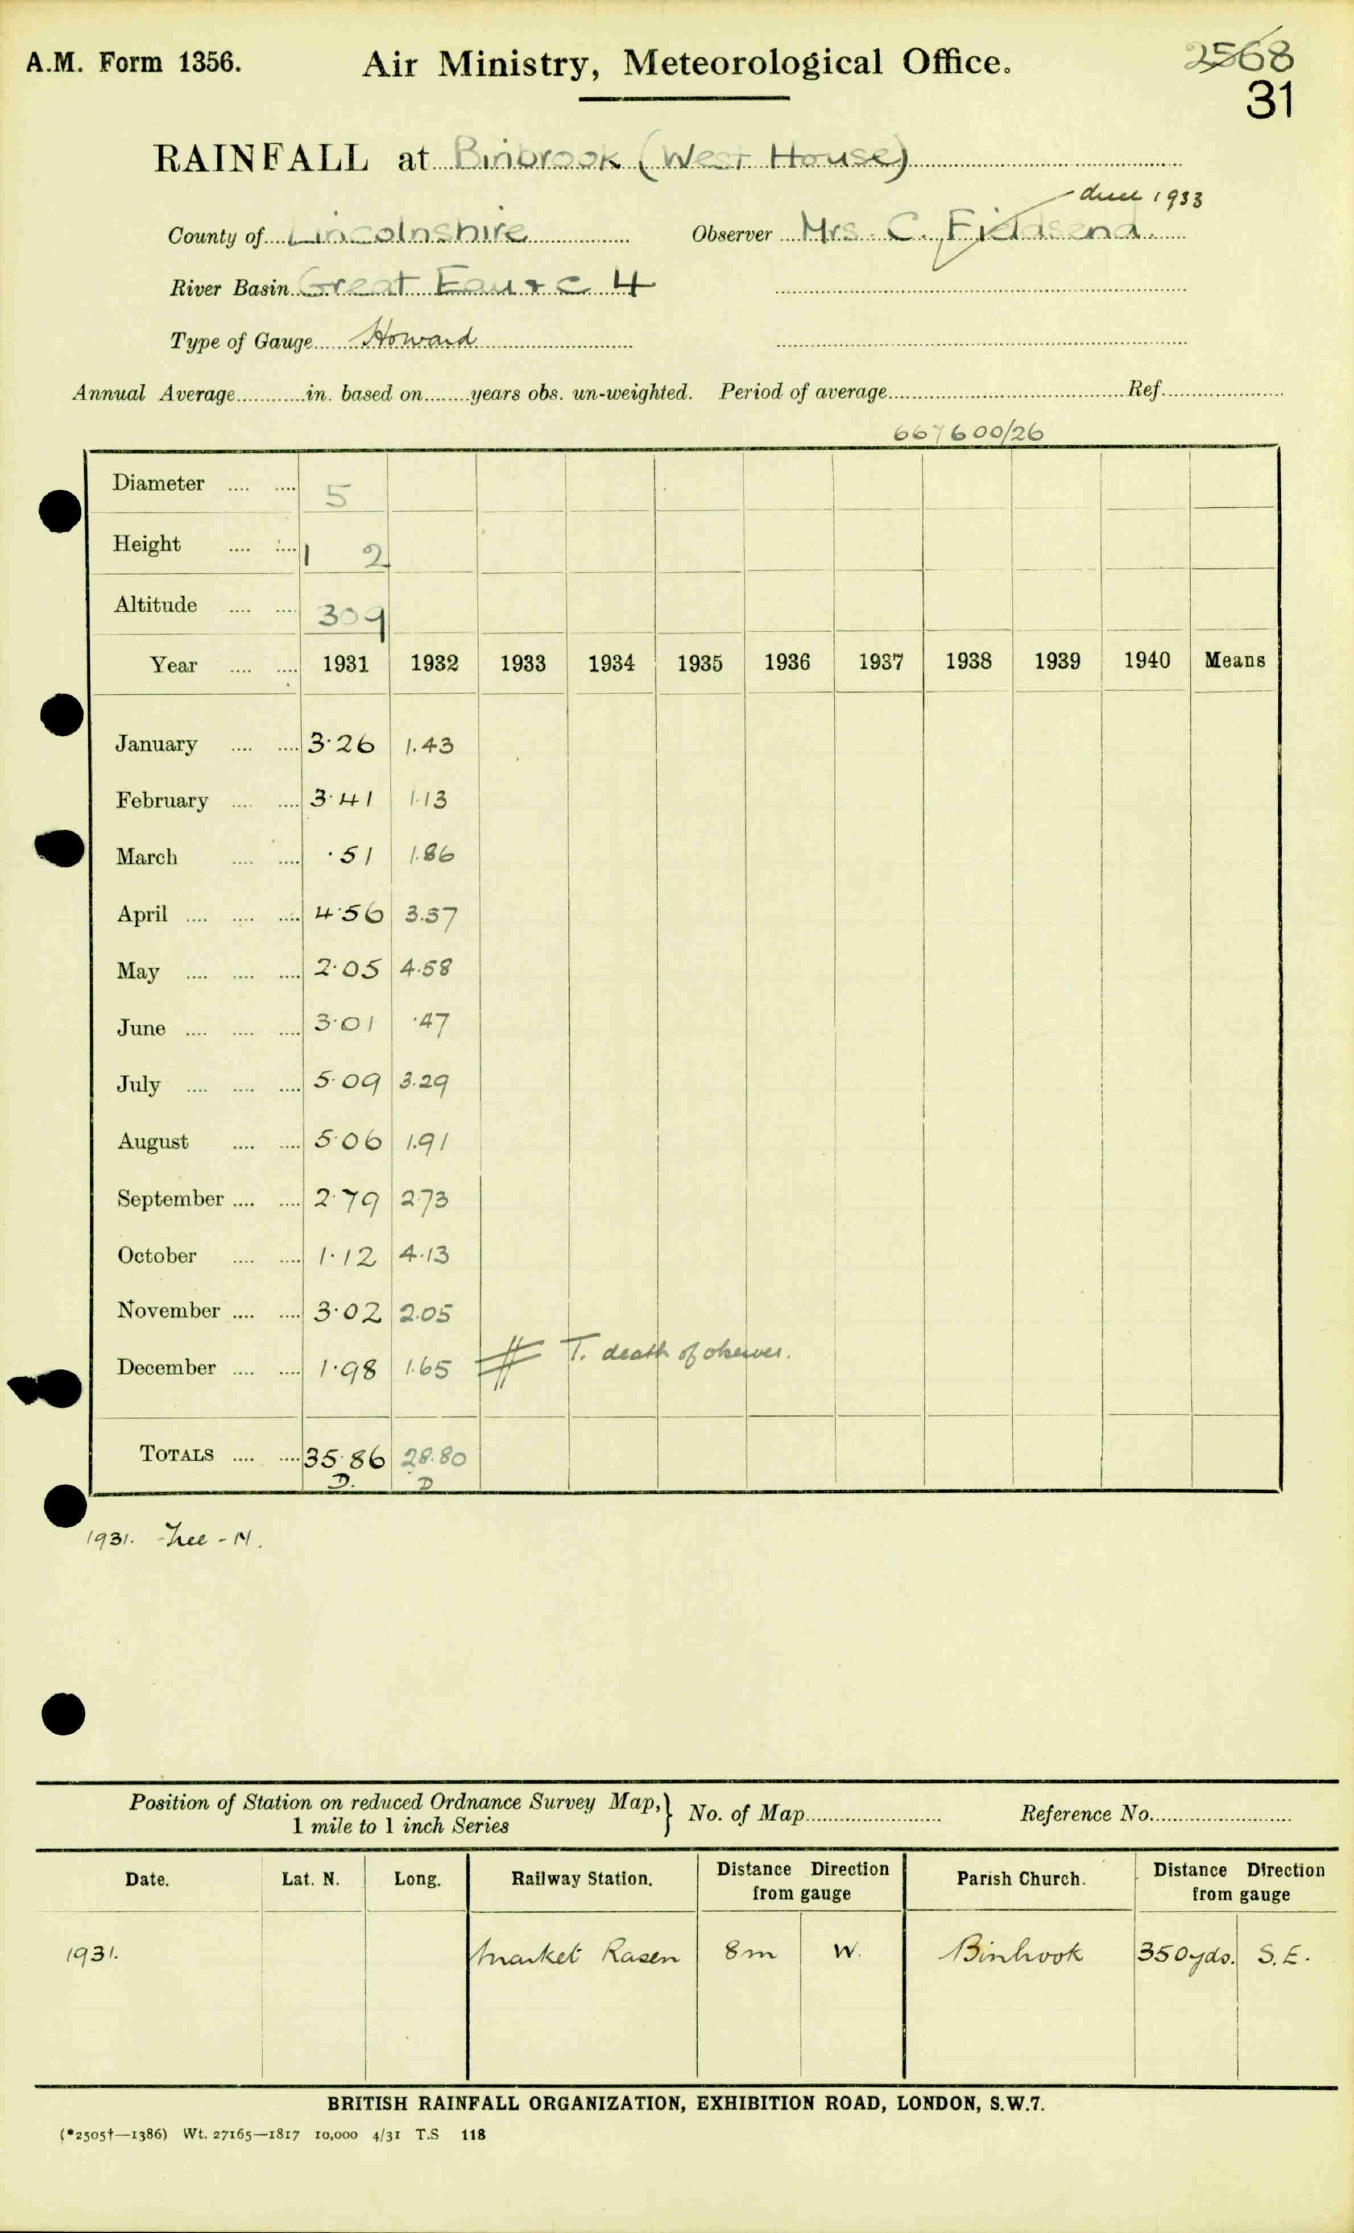 A.M. Form 1356. Air Ministry, Meteorological Office. 2568
31
RAINFALL at Binbrook (West House)
died 1933
County of Lincolnshire Observer Mrs. C. Fieldsend.
River Basin Great Eau & c 4
Type of Gauge Howard
Annual Average............in. based on........years obs. un-weighted. Period of average........ Ref........
667600/26
Diameter .... .... 5
Height .... .... 1 2
Altitude .... .... 309
Year .... .... 1931 1932 1933 1934 1935 1936 1937 1938 1939 1940 Means
January .... .... 3.26 1.43
February .... .... 3.41 1.13
March .... .... .51 1.86
April .... .... .... 4.56 3.57
May .... .... .... 2.05 4.58
June .... .... .... 3.01 .47
July .... .... .... 5.09 3.29
August .... .... 5.06 1.91
September .... .... 2.79 2.73
October .... .... 1.12 4.13
November .... .... 3.02 2.05
December .... .... 1.98 1.65 T. death of observer.
TOTALS .... .... 35.86 28.80
D. D
1931.
Position of Station on reduced Ordnance Survey Map,} No. of Map........ Reference No........
1 mile to 1 inch Series
Date. Lat. N. Long. Railway Station. Distance Direction from gauge Parish Church. Distance Direction from gauge
1931. Market Rasen 8m W. Binbrook 350yds. S.E.
BRITISH RAINFALL ORGANIZATION, EXHIBITION ROAD, LONDON, S.W.7.
(*2505†—1386) Wt. 27165—1817 10,000 4/31 T.S 118